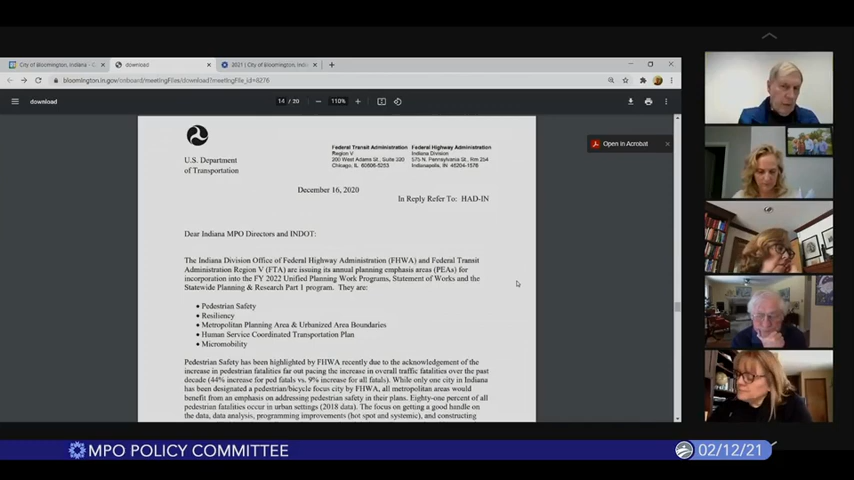 City of Bloomington, Indiana - C
download
2021 | City of Bloomington, Indi
bloomington.in.gov/onboard/meetingFiles/download?meetingFile_id=8276
download
14 / 20
110%
Open in Acrobat
U.S. Department
of Transportation
Federal Transit Administration
Region V
200 West Adams St., Suite 320
Chicago, IL 60606-5253
Federal Highway Administration
Indiana Division
575 N. Pennsylvania St., Rm 254
Indianapolis, IN 46204-1576
December 16, 2020
In Reply Refer To: HAD-IN
Dear Indiana MPO Directors and INDOT:
The Indiana Division Office of Federal Highway Administration (FHWA) and Federal Transit
Administration Region V (FTA) are issuing its annual planning emphasis areas (PEAs) for
incorporation into the FY 2022 Unified Planning Work Programs, Statement of Works and the
Statewide Planning & Research Part 1 program. They are:
• Pedestrian Safety
• Resiliency
• Metropolitan Planning Area & Urbanized Area Boundaries
• Human Service Coordinated Transportation Plan
• Micromobility
Pedestrian Safety has been highlighted by FHWA recently due to the acknowledgement of the
increase in pedestrian fatalities far out pacing the increase in overall traffic fatalities over the past
decade (44% increase for ped fatals vs. 9% increase for all fatals). While only one city in Indiana
has been designated a pedestrian/bicycle focus city by FHWA, all metropolitan areas would
benefit from an emphasis on addressing pedestrian safety in their plans. Eighty-one percent of all
pedestrian fatalities occur in urban settings (2018 data). The focus on getting a good handle on
the data, data analysis, programming improvements (hot spot and systemic), and constructing
MPO POLICY COMMITTEE
02/12/21